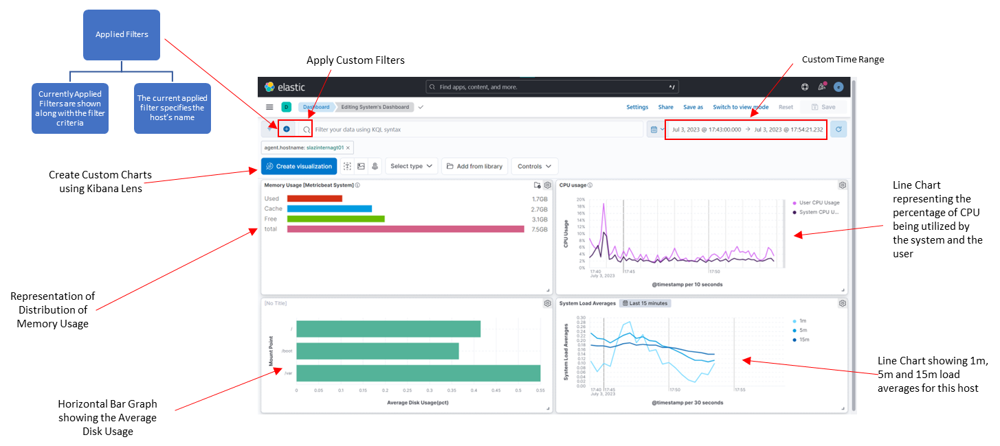 Applied Filters
Currently Applied
Filters are shown
along with the filter
criteria
The current applied
filter specifies the
host's name
Apply Custom Filters
Custom Time Range
elastic
Find apps, content, and more.
^/
D
Dashboard
Editing System's Dashboard
Settings
Share
Save as
Switch to view mode
Reset
Save
Filter your data using KQL syntax
Jul 3, 2023 @ 17:43:00.000 → Jul 3, 2023 @ 17:54:21.232
agent.hostname: slazinternagt01 ×
Create visualization
Select type
Add from library
Controls
Create Custom Charts
using Kibana Lens
Memory Usage [Metricbeat System]
Used 1.7GB
Cache 2.7GB
Free 3.1GB
total 7.5GB
Representation of
Distribution of
Memory Usage
CPU usage
CPU Usage
20%
18%
16%
14%
12%
10%
8%
6%
4%
2%
0%
17:40 17:45 17:50
July 3, 2023
@timestamp per 10 seconds
User CPU Usage
System CPU U...
Line Chart
representing the
percentage of CPU
being utilized by
the system and the
user
[No Title]
Mount Point
/
/boot
/var
0 0.05 0.1 0.15 0.2 0.25 0.3 0.35 0.4 0.45 0.5 0.55
Average Disk Usage(pct)
Horizontal Bar Graph
showing the Average
Disk Usage
System Load Averages
Last 15 minutes
System Load Averages
0.30
0.28
0.26
0.24
0.22
0.20
0.18
0.16
0.14
0.12
0.10
0.08
0.06
0.04
0.02
0.00
17:40 17:45 17:50 17:55
July 3, 2023
@timestamp per 30 seconds
1m
5m
15m
Line Chart showing 1m,
5m and 15m load
averages for this host